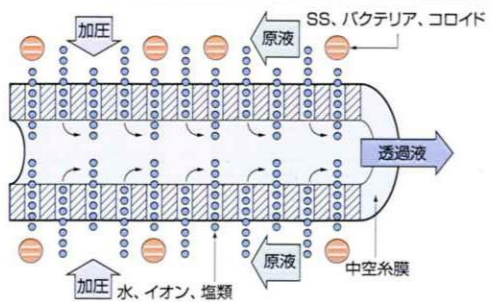 SS、バクテリア、コロイド
加圧
原液
透過液
原液
中空糸膜
加圧
水、イオン、塩類